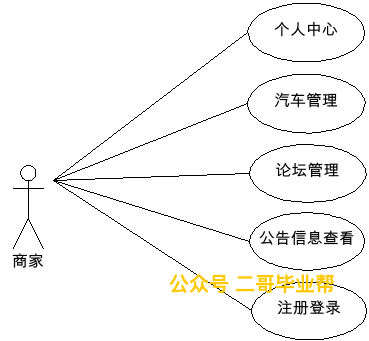 个人中心
汽车管理
论坛管理
公告信息查看
商家
公众号 二哥毕业帮
注册登录